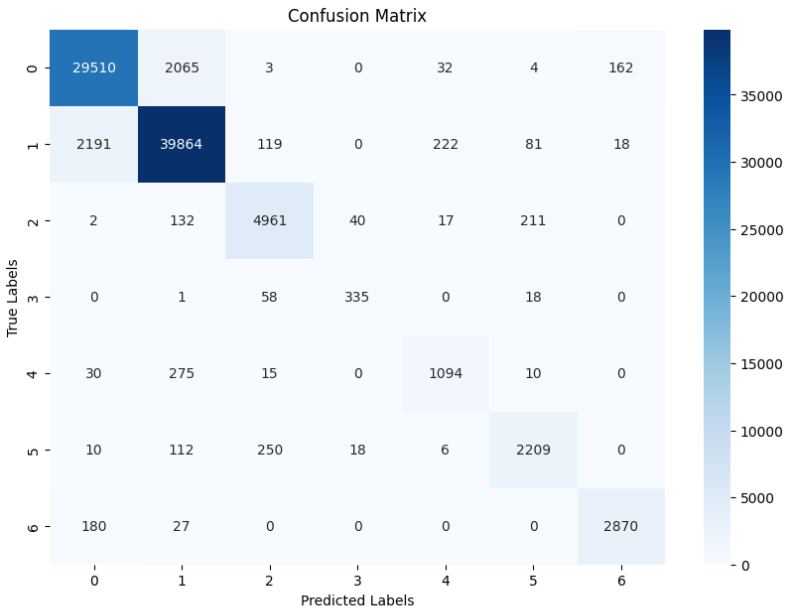 Confusion Matrix
0 29510 2065 3 0 32 4 162
1 2191 39864 119 0 222 81 18
2 2 132 4961 40 17 211 0
3 0 1 58 335 0 18 0
4 30 275 15 0 1094 10 0
5 10 112 250 18 6 2209 0
6 180 27 0 0 0 0 2870
0 1 2 3 4 5 6
Predicted Labels
True Labels
35000
30000
25000
20000
15000
10000
5000
0